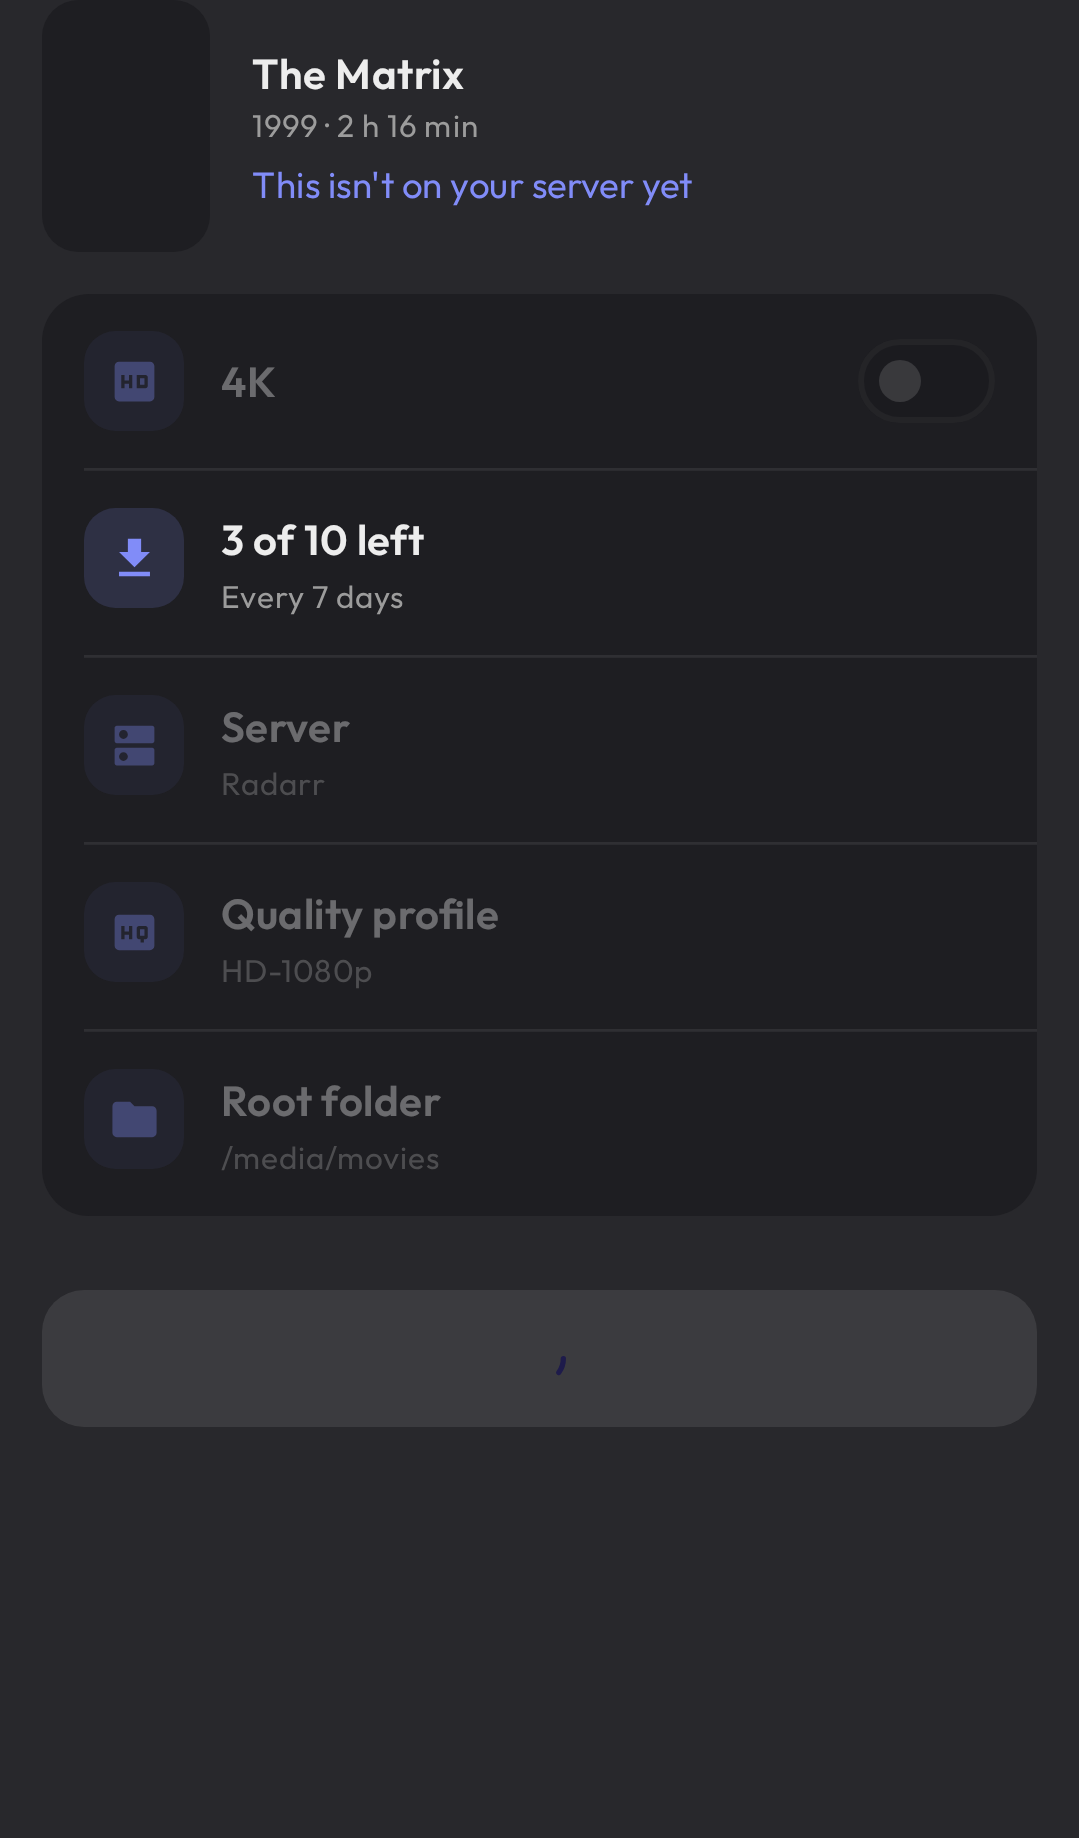 The Matrix
1999 · 2 h 16 min
This isn't on your server yet
HD
4K
3 of 10 left
Every 7 days
Server
Radarr
HQ
Quality profile
HD-1080p
Root folder
/media/movies